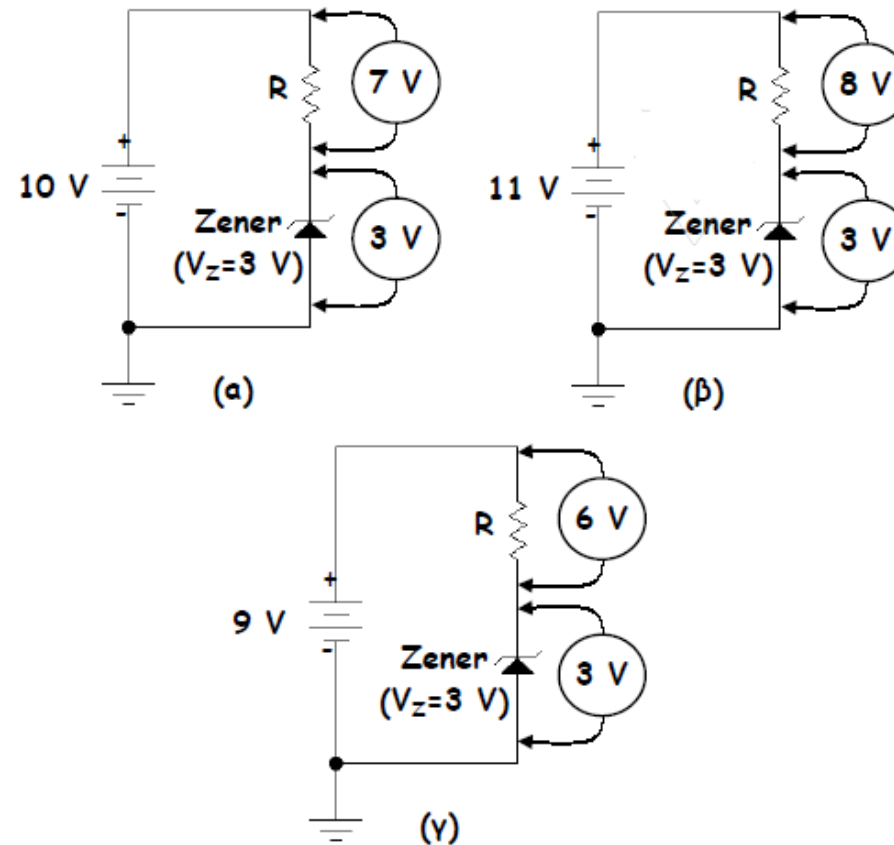 7 V
R
+
10 V
-
Zener
(VZ=3 V)
3 V
(α)
8 V
R
+
11 V
-
Zener
(VZ=3 V)
3 V
(β)
6 V
R
+
9 V
-
Zener
(VZ=3 V)
3 V
(γ)